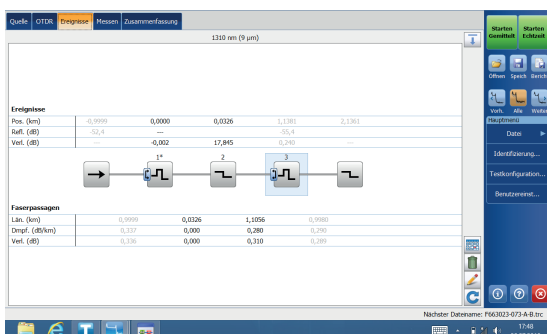 Quelle OTDR Ereignisse Messen Zusammenfassung
1310 nm (9 µm)
Starten Gemittelt
Starten Echtzeit
Öffnen Speich Bericht
Vorh. Alle Weiter
Hauptmenü
Datei
Identifizierung...
Testkonfiguration...
Benutzereinst...
Ereignisse
Pos. (km) -0,9999 0,0000 0,0326 1,1381 2,1361
Refl. (dB) -52,4 --- -55,4
Verl. (dB) --- -0,002 17,845 0,240 ---
1* 2 3
Faserpassagen
Län. (km) 0,9999 0,0326 1,1056 0,9980
Dmpf. (dB/km) 0,337 0,000 0,280 0,290
Verl. (dB) 0,336 0,000 0,310 0,289
Nächster Dateiname: F663023-073-A-B.trc
17:48